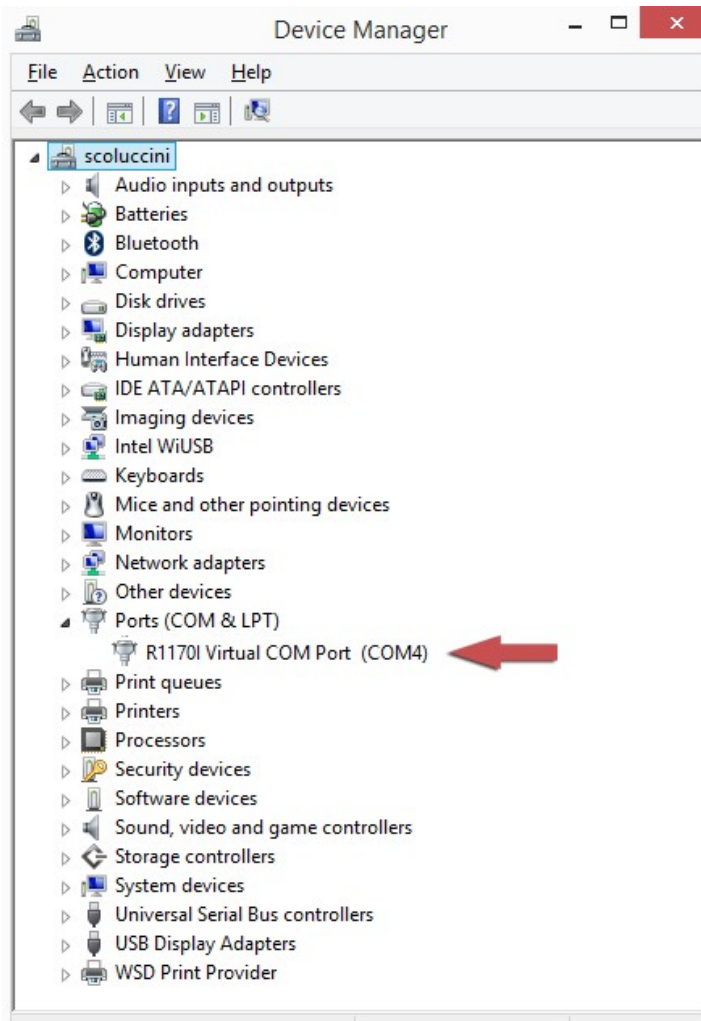 Device Manager
File Action View Help
scoluccini
Audio inputs and outputs
Batteries
Bluetooth
Computer
Disk drives
Display adapters
Human Interface Devices
IDE ATA/ATAPI controllers
Imaging devices
Intel WiUSB
Keyboards
Mice and other pointing devices
Monitors
Network adapters
Other devices
Ports (COM & LPT)
R1170I Virtual COM Port (COM4)
Print queues
Printers
Processors
Security devices
Software devices
Sound, video and game controllers
Storage controllers
System devices
Universal Serial Bus controllers
USB Display Adapters
WSD Print Provider